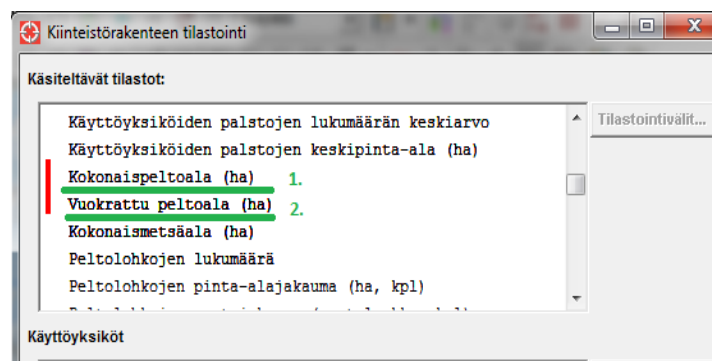 Kiinteistörakenteen tilastointi
Käsiteltävät tilastot:
Käyttöyksiköiden palstojen lukumäärän keskiarvo
Tilastointivälit...
Käyttöyksiköiden palstojen keskipinta-ala (ha)
Kokonaispeltoala (ha) 1.
Vuokrattu peltoala (ha) 2.
Kokonaismetsäala (ha)
Peltolohkojen lukumäärä
Peltolohkojen pinta-alajakauma (ha, kpl)
Käyttöyksiköt